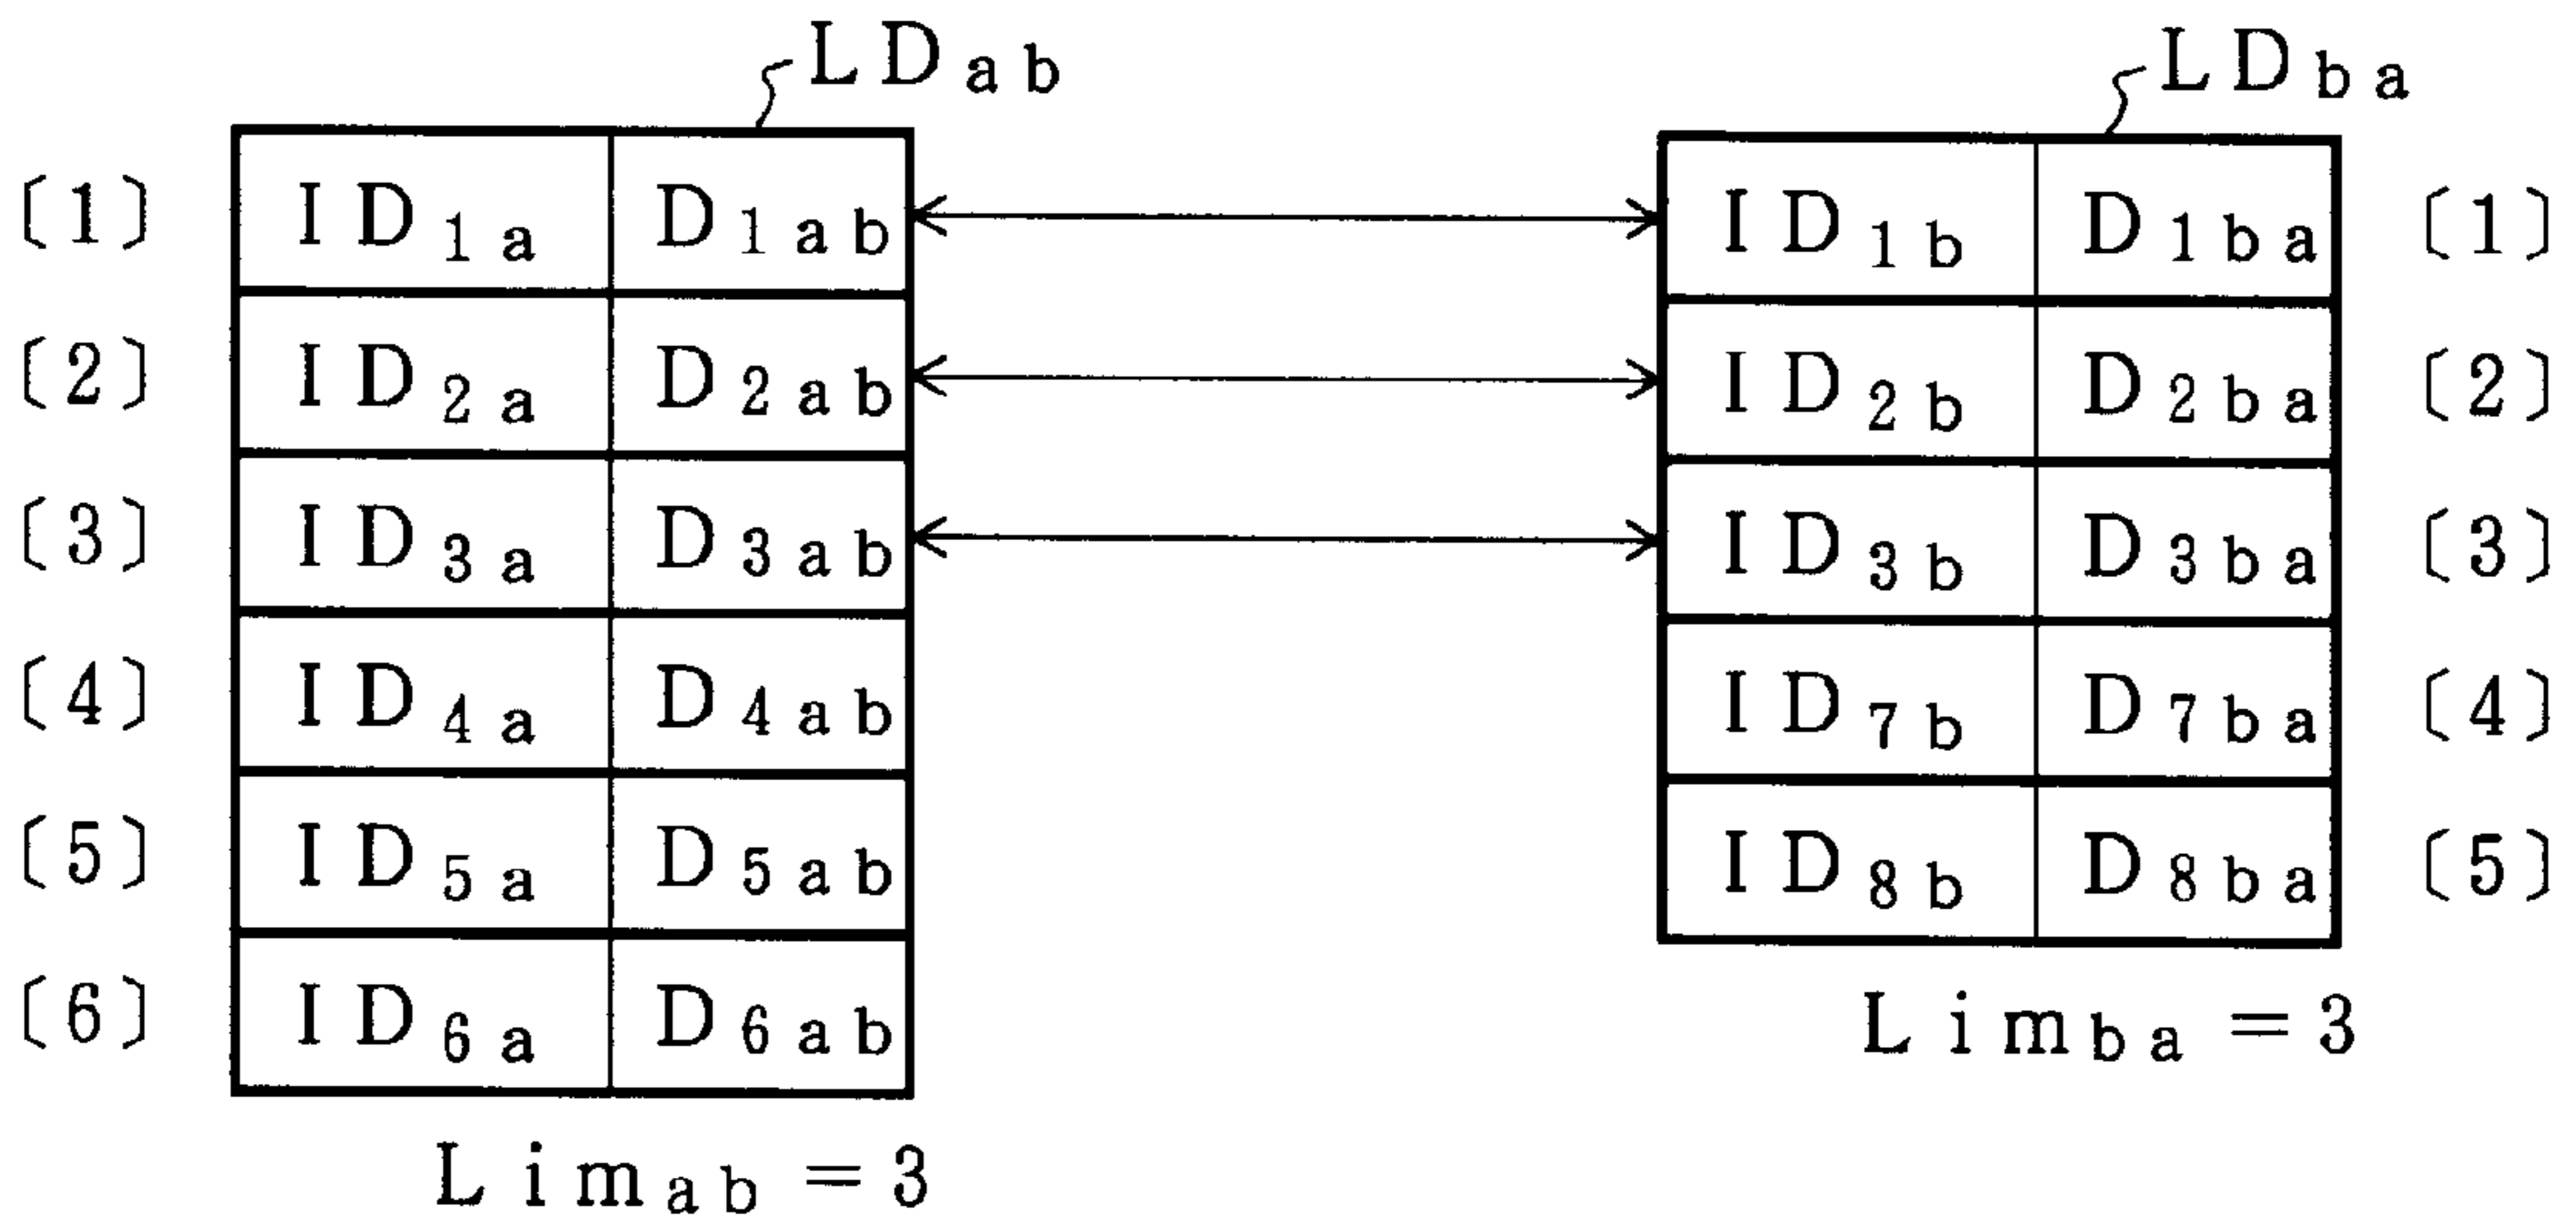 LDab LDba
〔1〕 ID1a D1ab ID1b D1ba 〔1〕
〔2〕 ID2a D2ab ID2b D2ba 〔2〕
〔3〕 ID3a D3ab ID3b D3ba 〔3〕
〔4〕 ID4a D4ab ID7b D7ba 〔4〕
〔5〕 ID5a D5ab ID8b D8ba 〔5〕
〔6〕 ID6a D6ab
Limba=3
Limab=3